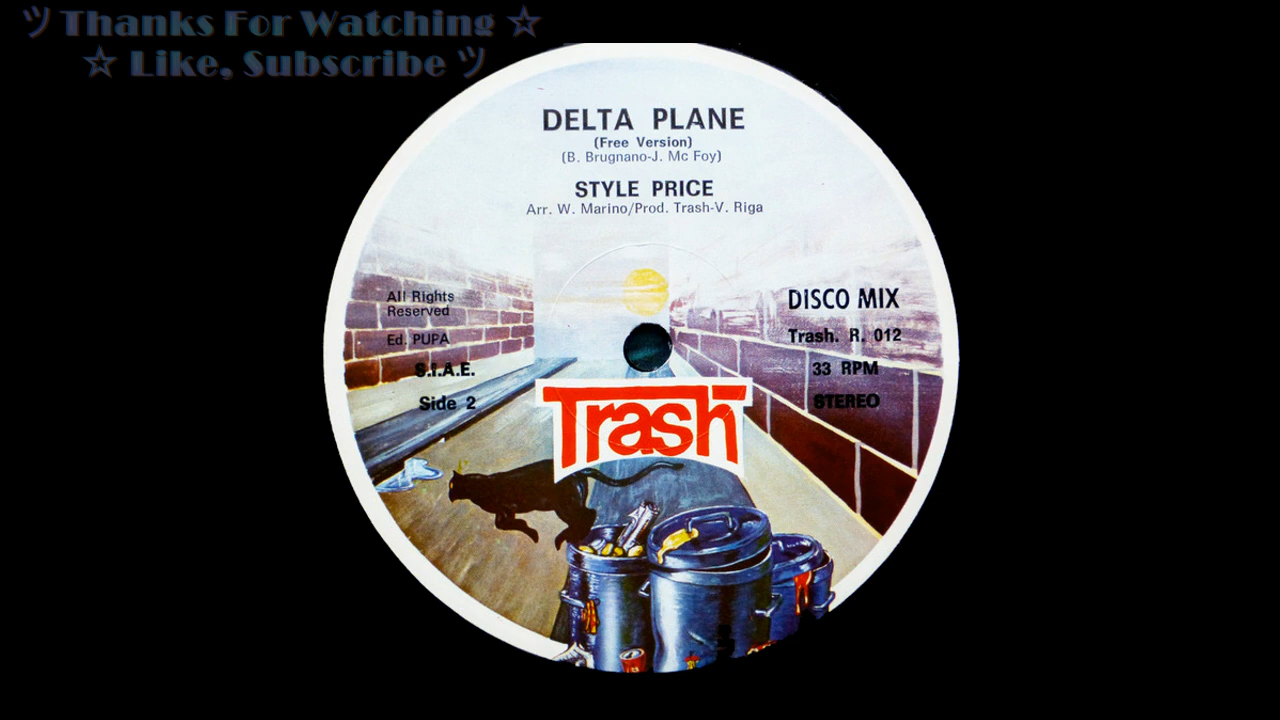 ツ Thanks For Watching ☆
☆ Like, Subscribe ツ
DELTA PLANE
(Free Version)
(B. Brugnano-J. Mc Foy)
STYLE PRICE
Arr. W. Marino/Prod. Trash-V. Riga
All Rights
Reserved
Ed. PUPA
S.I.A.E.
Side 2
DISCO MIX
Trash. R. 012
33 RPM
STEREO
Trash